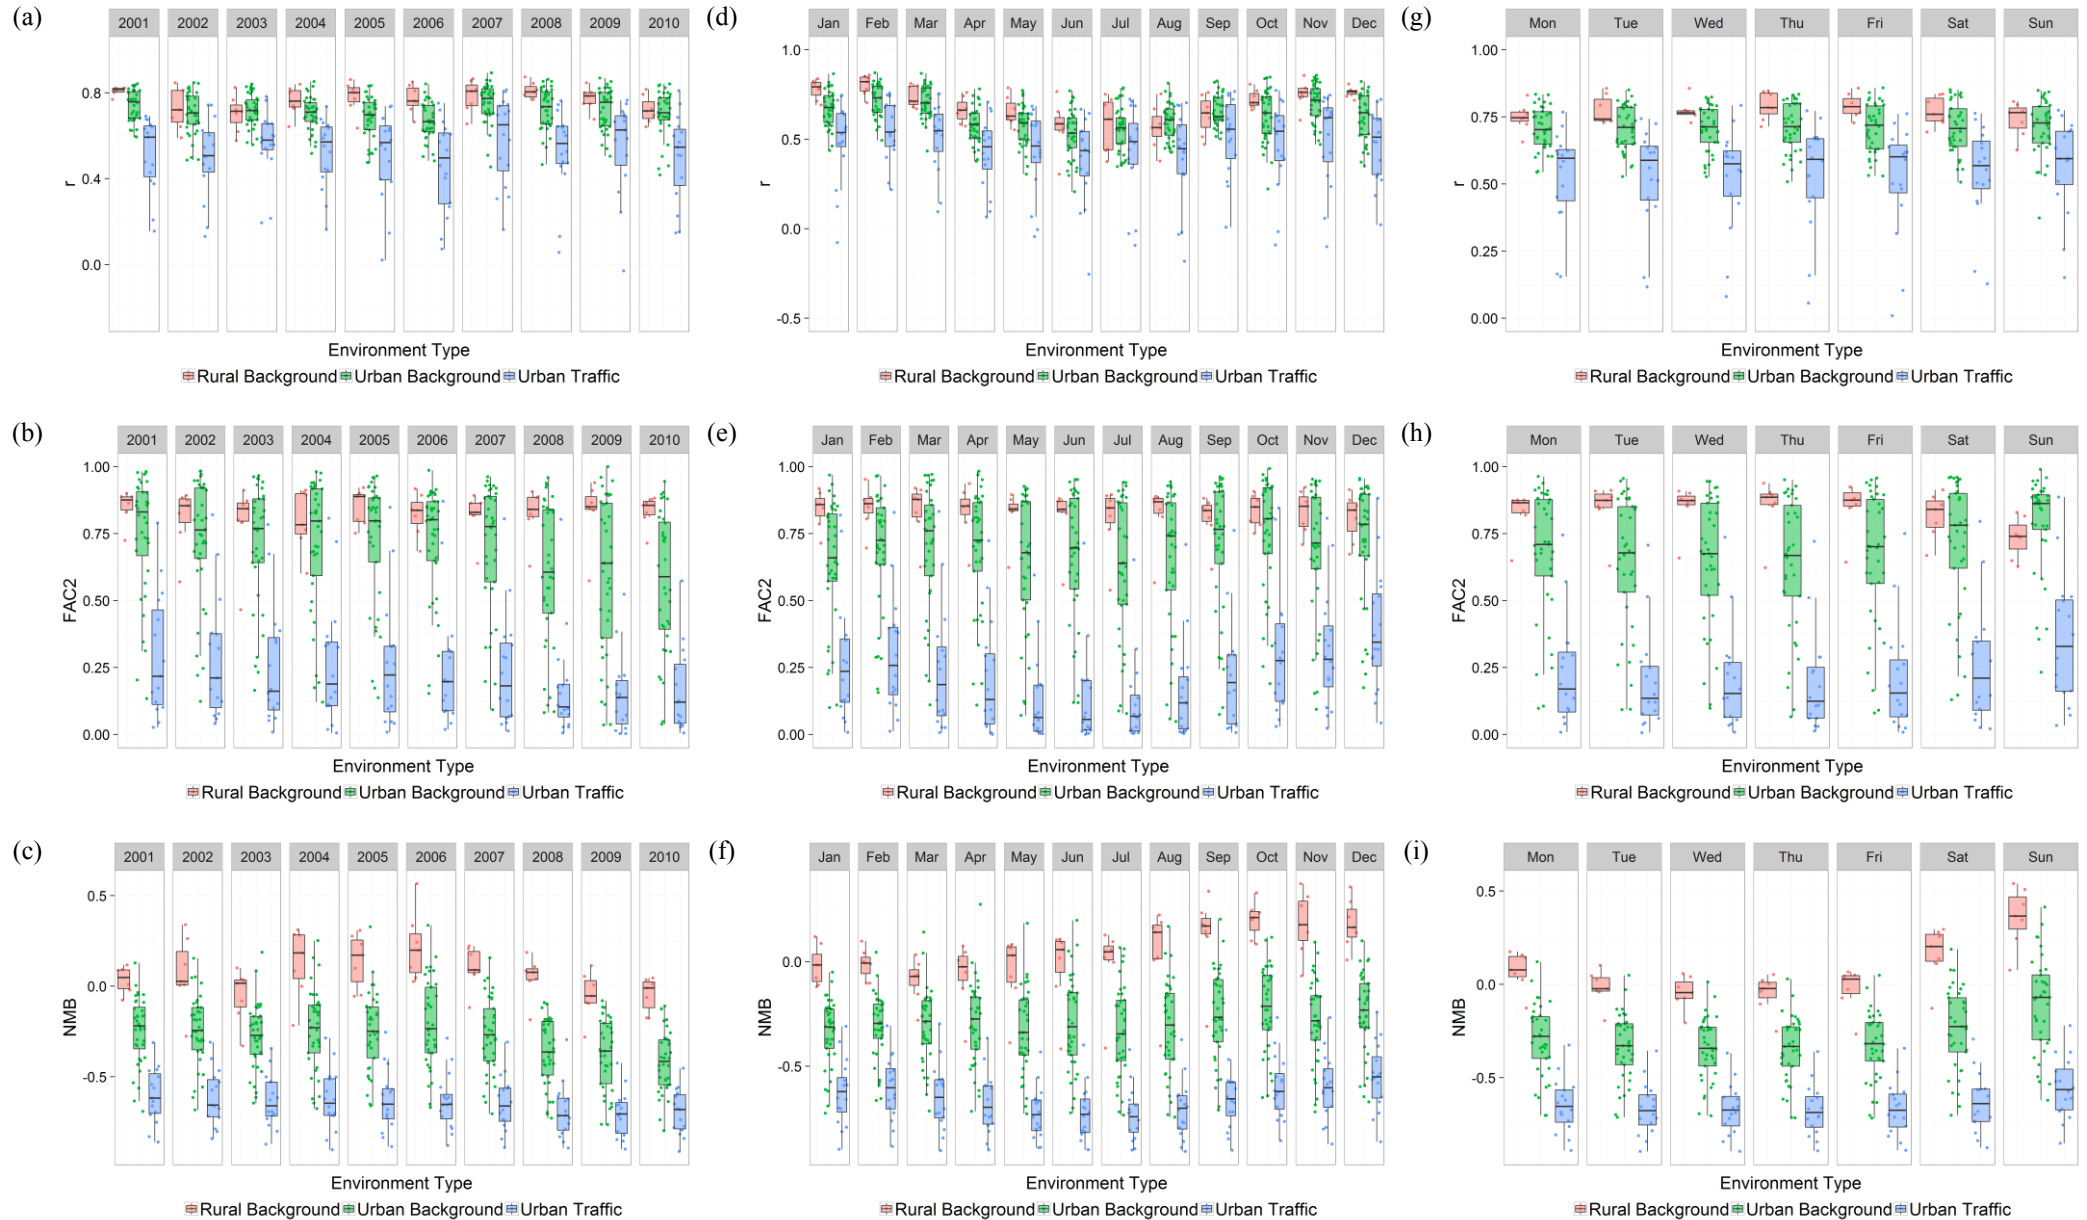 (a)
2001 2002 2003 2004 2005 2006 2007 2008 2009 2010
0.8
0.4
0.0
r
Environment Type
Rural Background Urban Background Urban Traffic
(d)
Jan Feb Mar Apr May Jun Jul Aug Sep Oct Nov Dec
1.0
0.5
0.0
-0.5
r
Environment Type
Rural Background Urban Background Urban Traffic
(g)
Mon Tue Wed Thu Fri Sat Sun
1.00
0.75
0.50
0.25
0.00
r
Environment Type
Rural Background Urban Background Urban Traffic
(b)
2001 2002 2003 2004 2005 2006 2007 2008 2009 2010
1.00
0.75
0.50
0.25
0.00
FAC2
Environment Type
Rural Background Urban Background Urban Traffic
(e)
Jan Feb Mar Apr May Jun Jul Aug Sep Oct Nov Dec
1.00
0.75
0.50
0.25
0.00
FAC2
Environment Type
Rural Background Urban Background Urban Traffic
(h)
Mon Tue Wed Thu Fri Sat Sun
1.00
0.75
0.50
0.25
0.00
FAC2
Environment Type
Rural Background Urban Background Urban Traffic
(c)
2001 2002 2003 2004 2005 2006 2007 2008 2009 2010
0.5
0.0
-0.5
NMB
Environment Type
Rural Background Urban Background Urban Traffic
(f)
Jan Feb Mar Apr May Jun Jul Aug Sep Oct Nov Dec
0.0
-0.5
NMB
Environment Type
Rural Background Urban Background Urban Traffic
(i)
Mon Tue Wed Thu Fri Sat Sun
0.5
0.0
-0.5
NMB
Environment Type
Rural Background Urban Background Urban Traffic